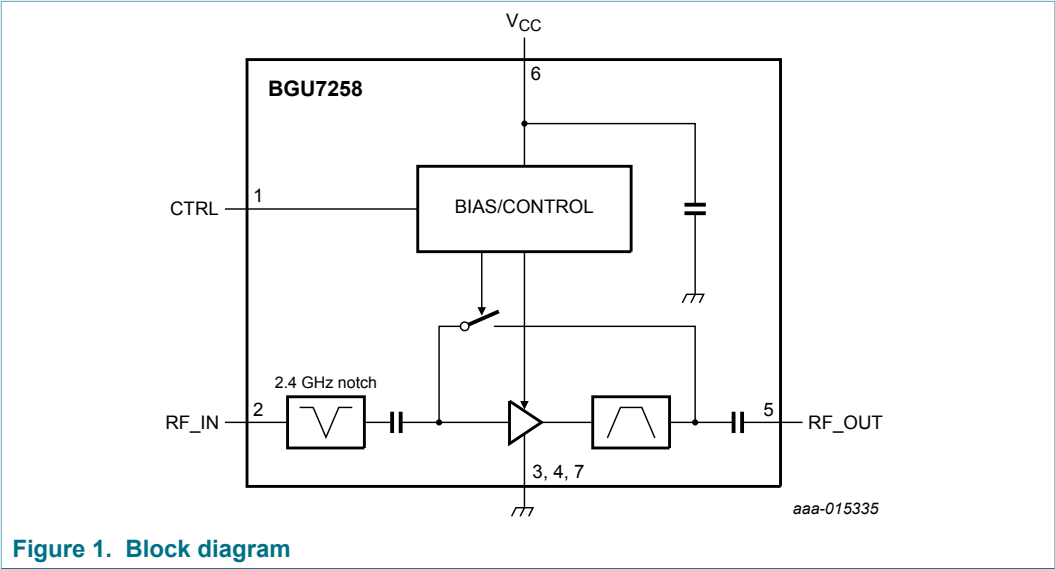 V_CC
6
BGU7258
1
CTRL
BIAS/CONTROL
2.4 GHz notch
2
RF_IN
5
RF_OUT
3, 4, 7
aaa-015335
Figure 1. Block diagram